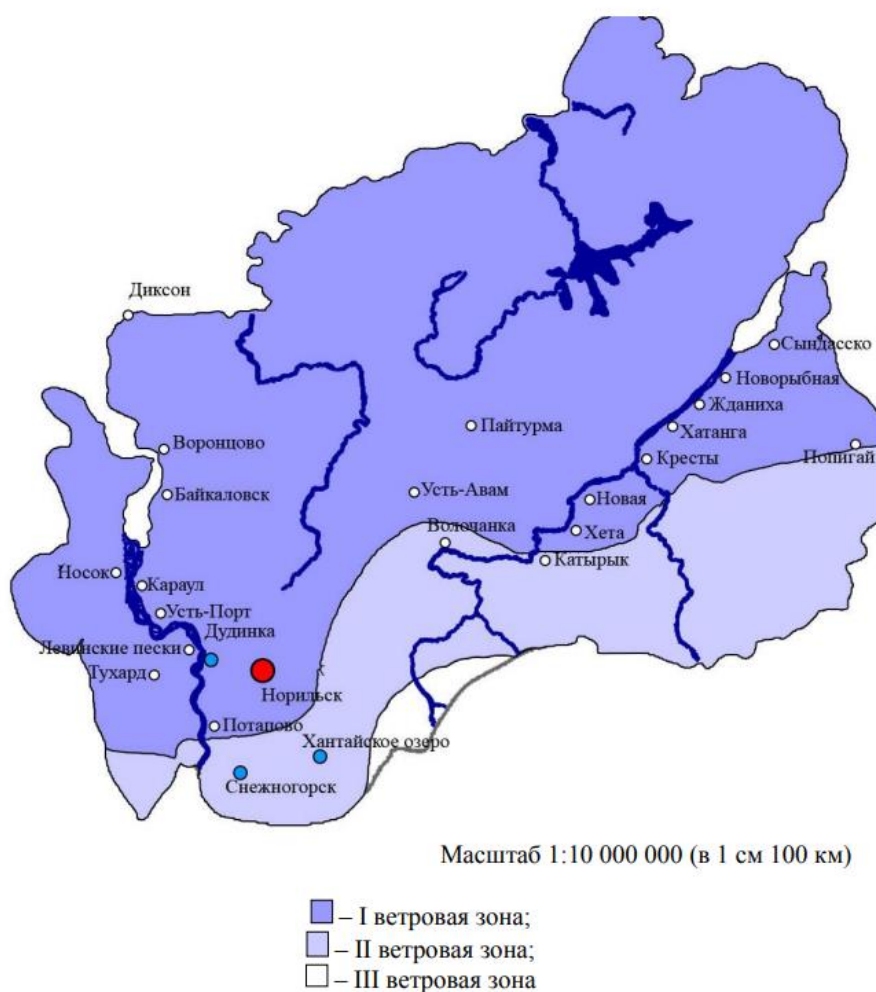 Диксон
Сындасско
Новорыбная
Жданиха
Хатанга
Пайтурма
Воронцово
Кресты
Попигай
Байкаловск
Усть-Авам
Новая
Хета
Волочанка
Катырык
Носок
Караул
Усть-Порт
Дудинка
Левинские пески
Тухард
Норильск
Потапово
Хантайское озеро
Снежногорск
Масштаб 1:10 000 000 (в 1 см 100 км)
– I ветровая зона;
– II ветровая зона;
– III ветровая зона